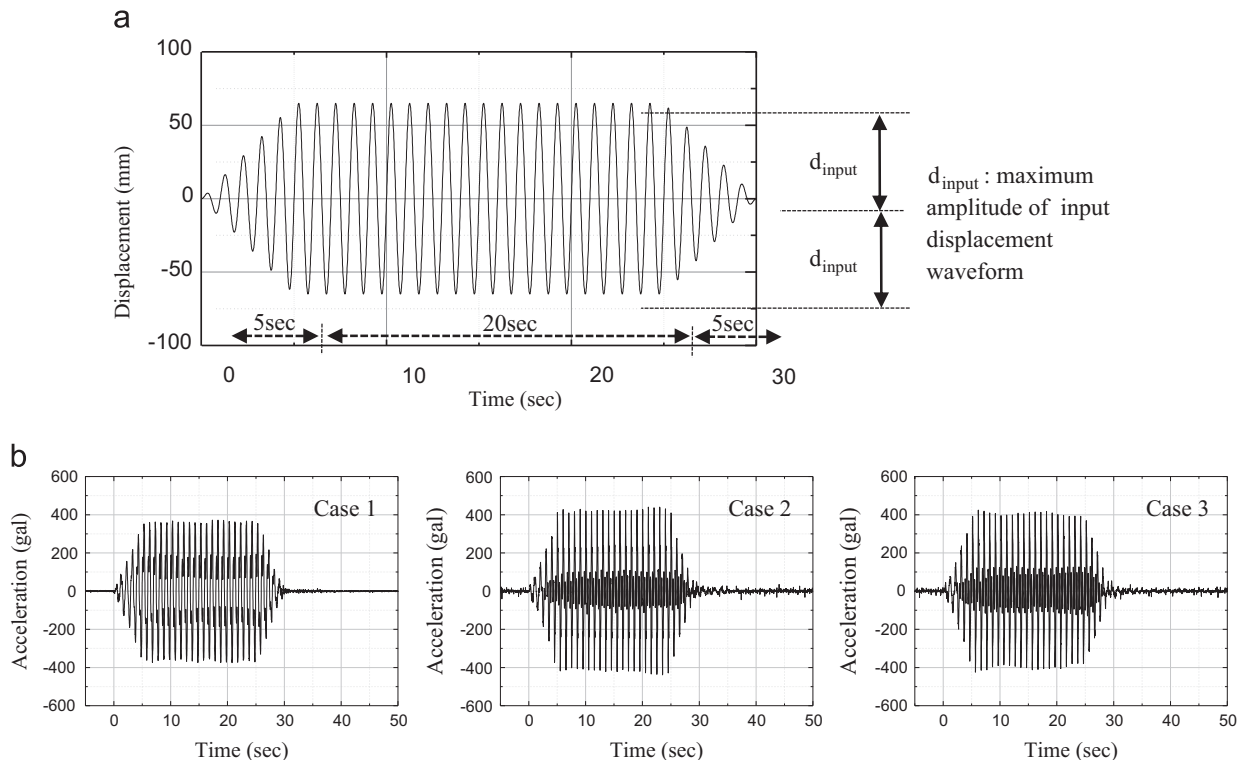 a
100
50
0
-50
-100
Displacement (mm)
5sec
20sec
5sec
0
10
20
30
Time (sec)
d_input
d_input
d_input : maximum
amplitude of input
displacement
waveform
b
600
400
200
0
-200
-400
-600
Acceleration (gal)
Case 1
0
10
20
30
40
50
Time (sec)
600
400
200
0
-200
-400
-600
Acceleration (gal)
Case 2
0
10
20
30
40
50
Time (sec)
600
400
200
0
-200
-400
-600
Acceleration (gal)
Case 3
0
10
20
30
40
50
Time (sec)